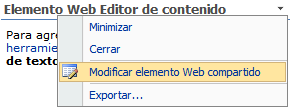 Elemento Web Editor de contenido
Para agre
Minimizar
herramie
Cerrar
de texto
Modificar elemento Web compartido
Exportar...